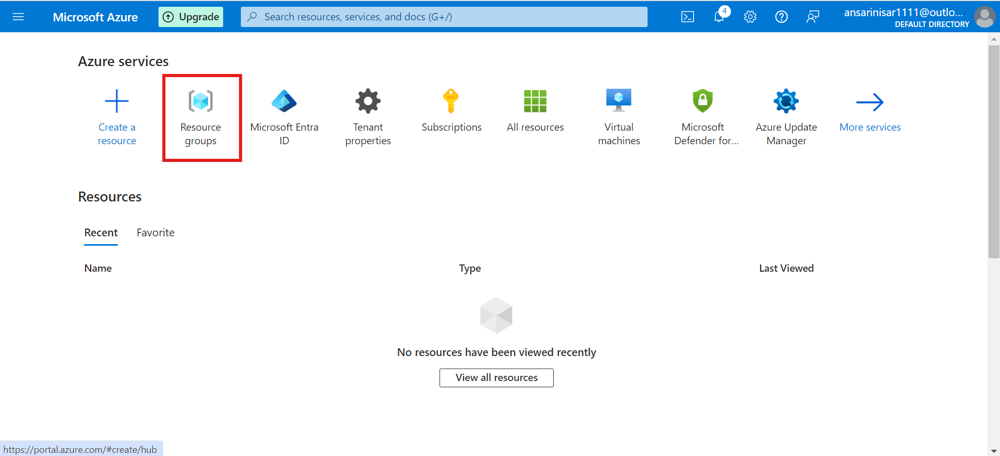 Microsoft Azure
Upgrade
Search resources, services, and docs (G+/)
4
ansarinisar1111@outlo...
DEFAULT DIRECTORY
Azure services
Create a
resource
Resource
groups
Microsoft Entra
ID
Tenant
properties
Subscriptions
All resources
Virtual
machines
Microsoft
Defender for...
Azure Update
Manager
More services
Resources
Recent
Favorite
Name
Type
Last Viewed
No resources have been viewed recently
View all resources
https://portal.azure.com/#create/hub